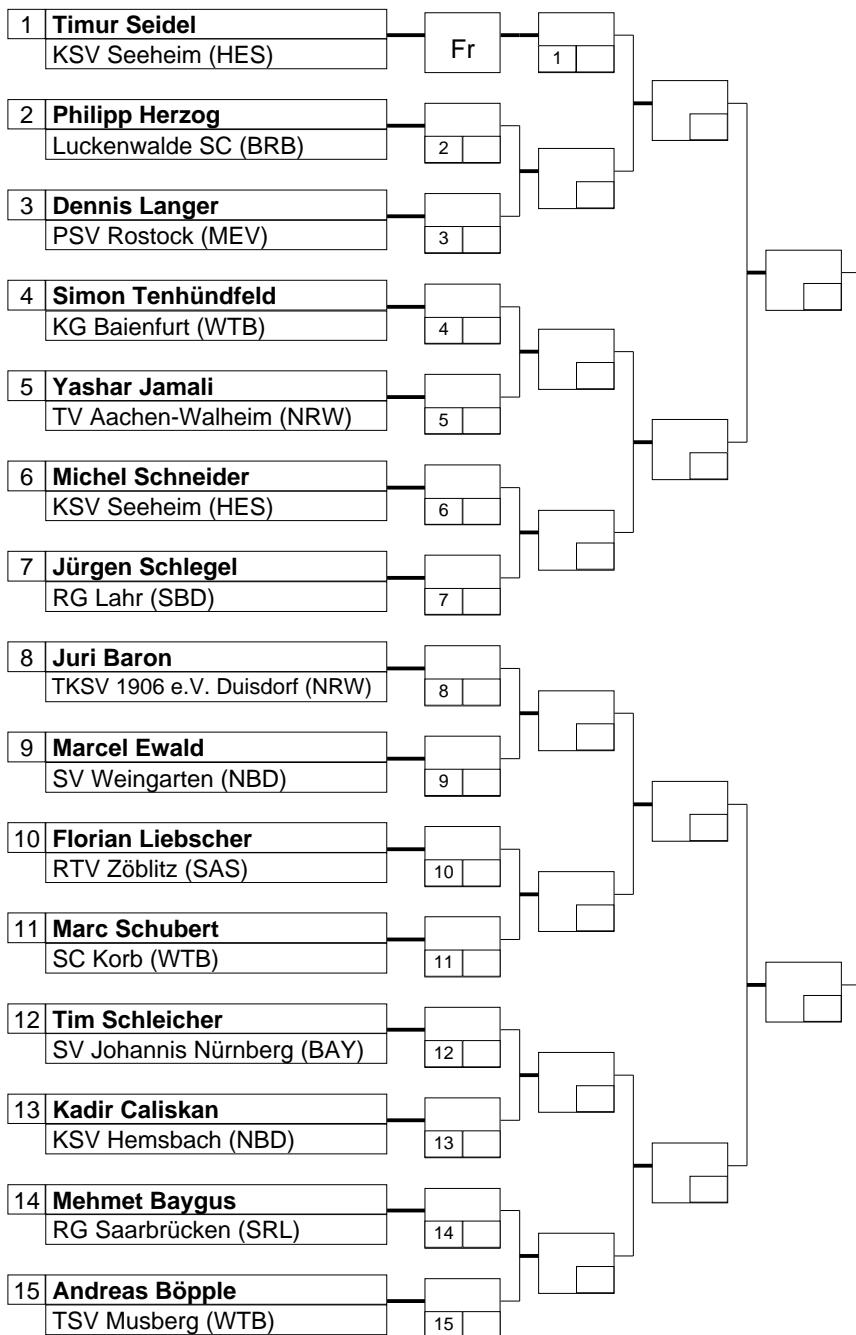 1 Timur Seidel
KSV Seeheim (HES)
Fr
1
2 Philipp Herzog
Luckenwalde SC (BRB)
2
3 Dennis Langer
PSV Rostock (MEV)
3
4 Simon Tenhündfeld
KG Baienfurt (WTB)
4
5 Yashar Jamali
TV Aachen-Walheim (NRW)
5
6 Michel Schneider
KSV Seeheim (HES)
6
7 Jürgen Schlegel
RG Lahr (SBD)
7
8 Juri Baron
TKSV 1906 e.V. Duisdorf (NRW)
8
9 Marcel Ewald
SV Weingarten (NBD)
9
10 Florian Liebscher
RTV Zöblitz (SAS)
10
11 Marc Schubert
SC Korb (WTB)
11
12 Tim Schleicher
SV Johannis Nürnberg (BAY)
12
13 Kadir Caliskan
KSV Hemsbach (NBD)
13
14 Mehmet Baygus
RG Saarbrücken (SRL)
14
15 Andreas Böpple
TSV Musberg (WTB)
15